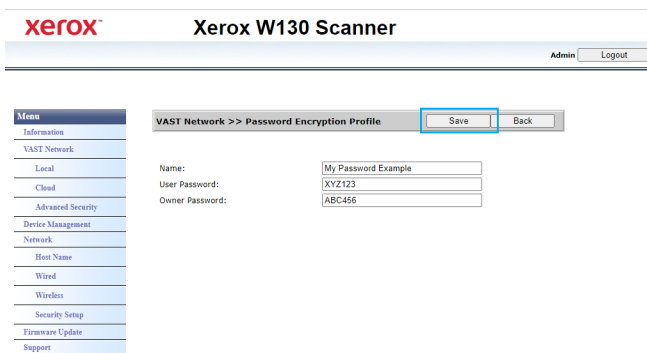 xerox™ Xerox W130 Scanner
Admin Logout
Menu
Information
VAST Network
Local
Cloud
Advanced Security
Device Management
Network
Host Name
Wired
Wireless
Security Setup
Firmware Update
Support
VAST Network >> Password Encryption Profile Save Back
Name: My Password Example
User Password: XYZ123
Owner Password: ABC456